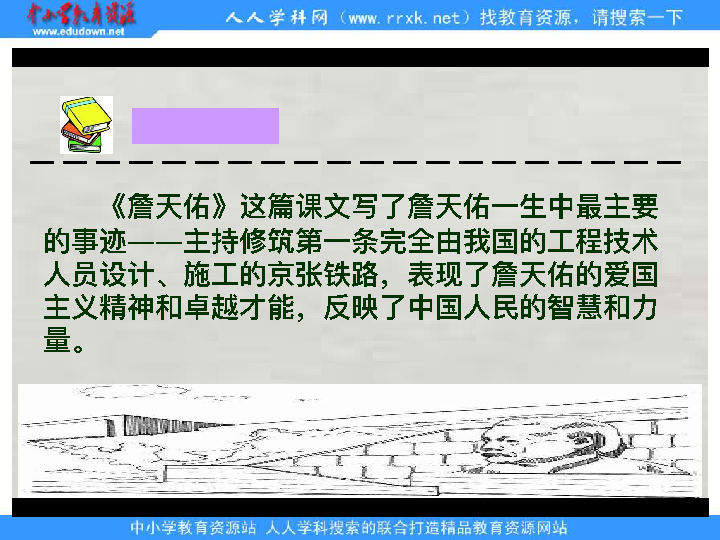 中小学教育资源
www.edudown.net
人人学科网（www.rrxk.net）找教育资源，请搜索一下
《詹天佑》这篇课文写了詹天佑一生中最主要
的事迹——主持修筑第一条完全由我国的工程技术
人员设计、施工的京张铁路，表现了詹天佑的爱国
主义精神和卓越才能，反映了中国人民的智慧和力
量。
中小学教育资源站 人人学科搜索的联合打造精品教育资源网站